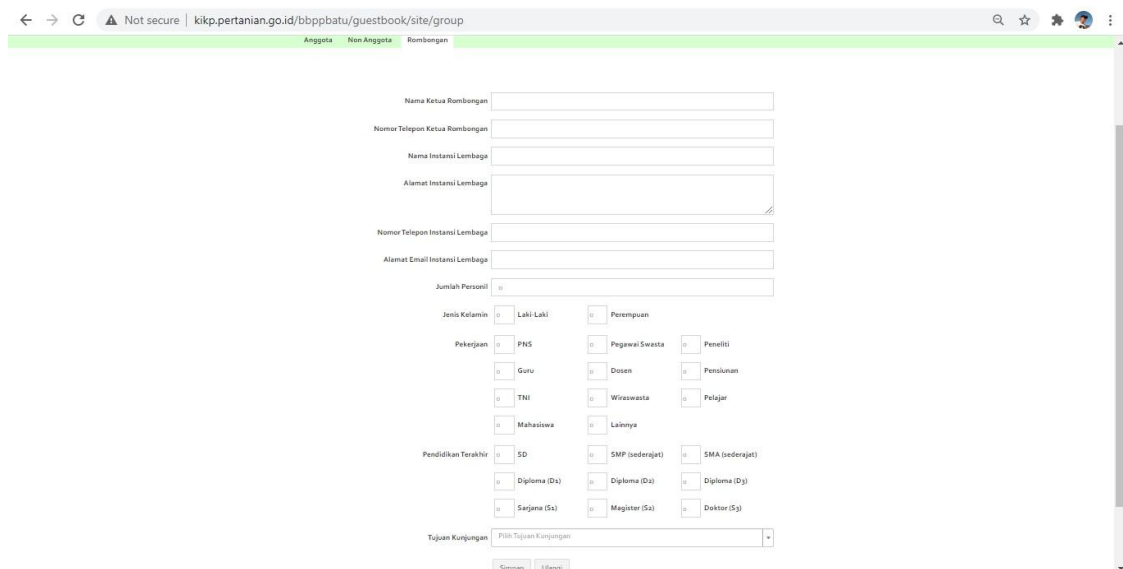 Not secure | kikp.pertanian.go.id/bbppbatu/guestbook/site/group
Anggota Non Anggota Rombongan
Nama Ketua Rombongan
Nomor Telepon Ketua Rombongan
Nama Instansi Lembaga
Alamat Instansi Lembaga
Nomor Telepon Instansi Lembaga
Alamat Email Instansi Lembaga
Jumlah Personil 0
Jenis Kelamin 0 Laki-Laki 0 Perempuan
Pekerjaan 0 PNS 0 Pegawai Swasta 0 Peneliti
0 Guru 0 Dosen 0 Pensiunan
0 TNI 0 Wiraswasta 0 Pelajar
0 Mahasiswa 0 Lainnya
Pendidikan Terakhir 0 SD 0 SMP (sederajat) 0 SMA (sederajat)
0 Diploma (D1) 0 Diploma (D2) 0 Diploma (D3)
0 Sarjana (S1) 0 Magister (S2) 0 Doktor (S3)
Tujuan Kunjungan Pilih Tujuan Kunjungan
Simpan Ulangi